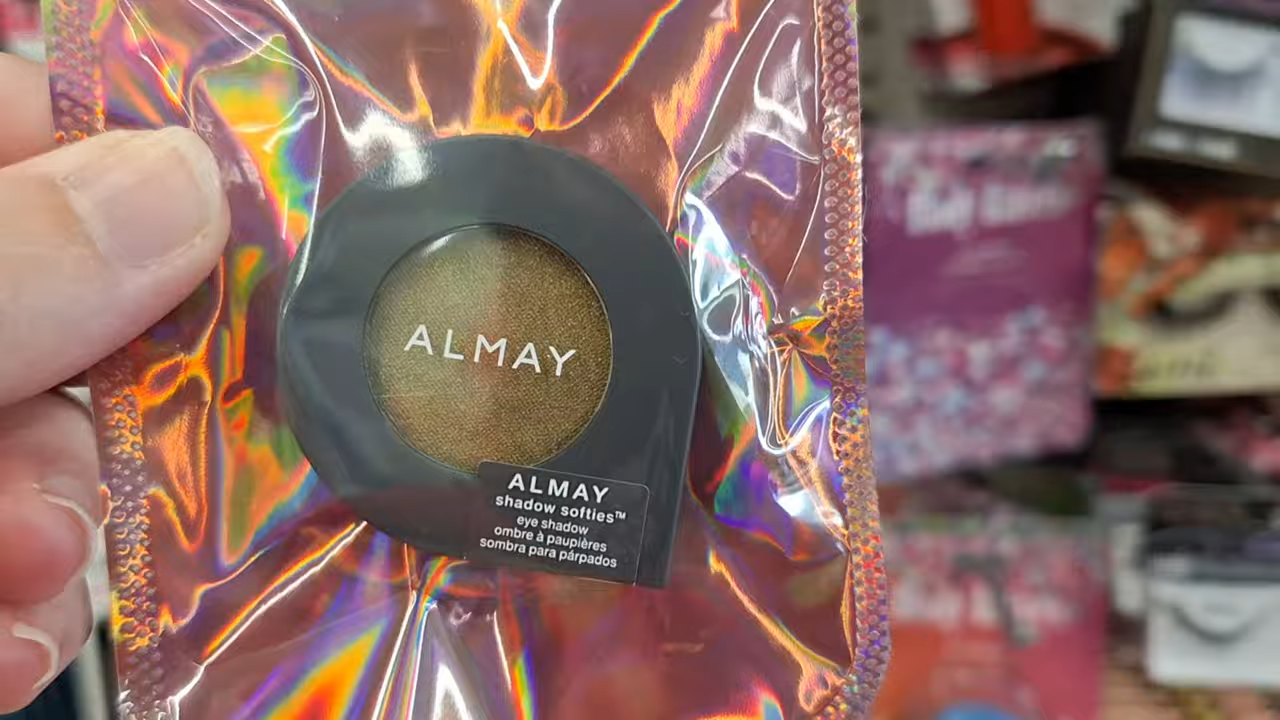 ALMAY
ALMAY
shadow softies™
eye shadow
ombre à paupières
sombra para párpados